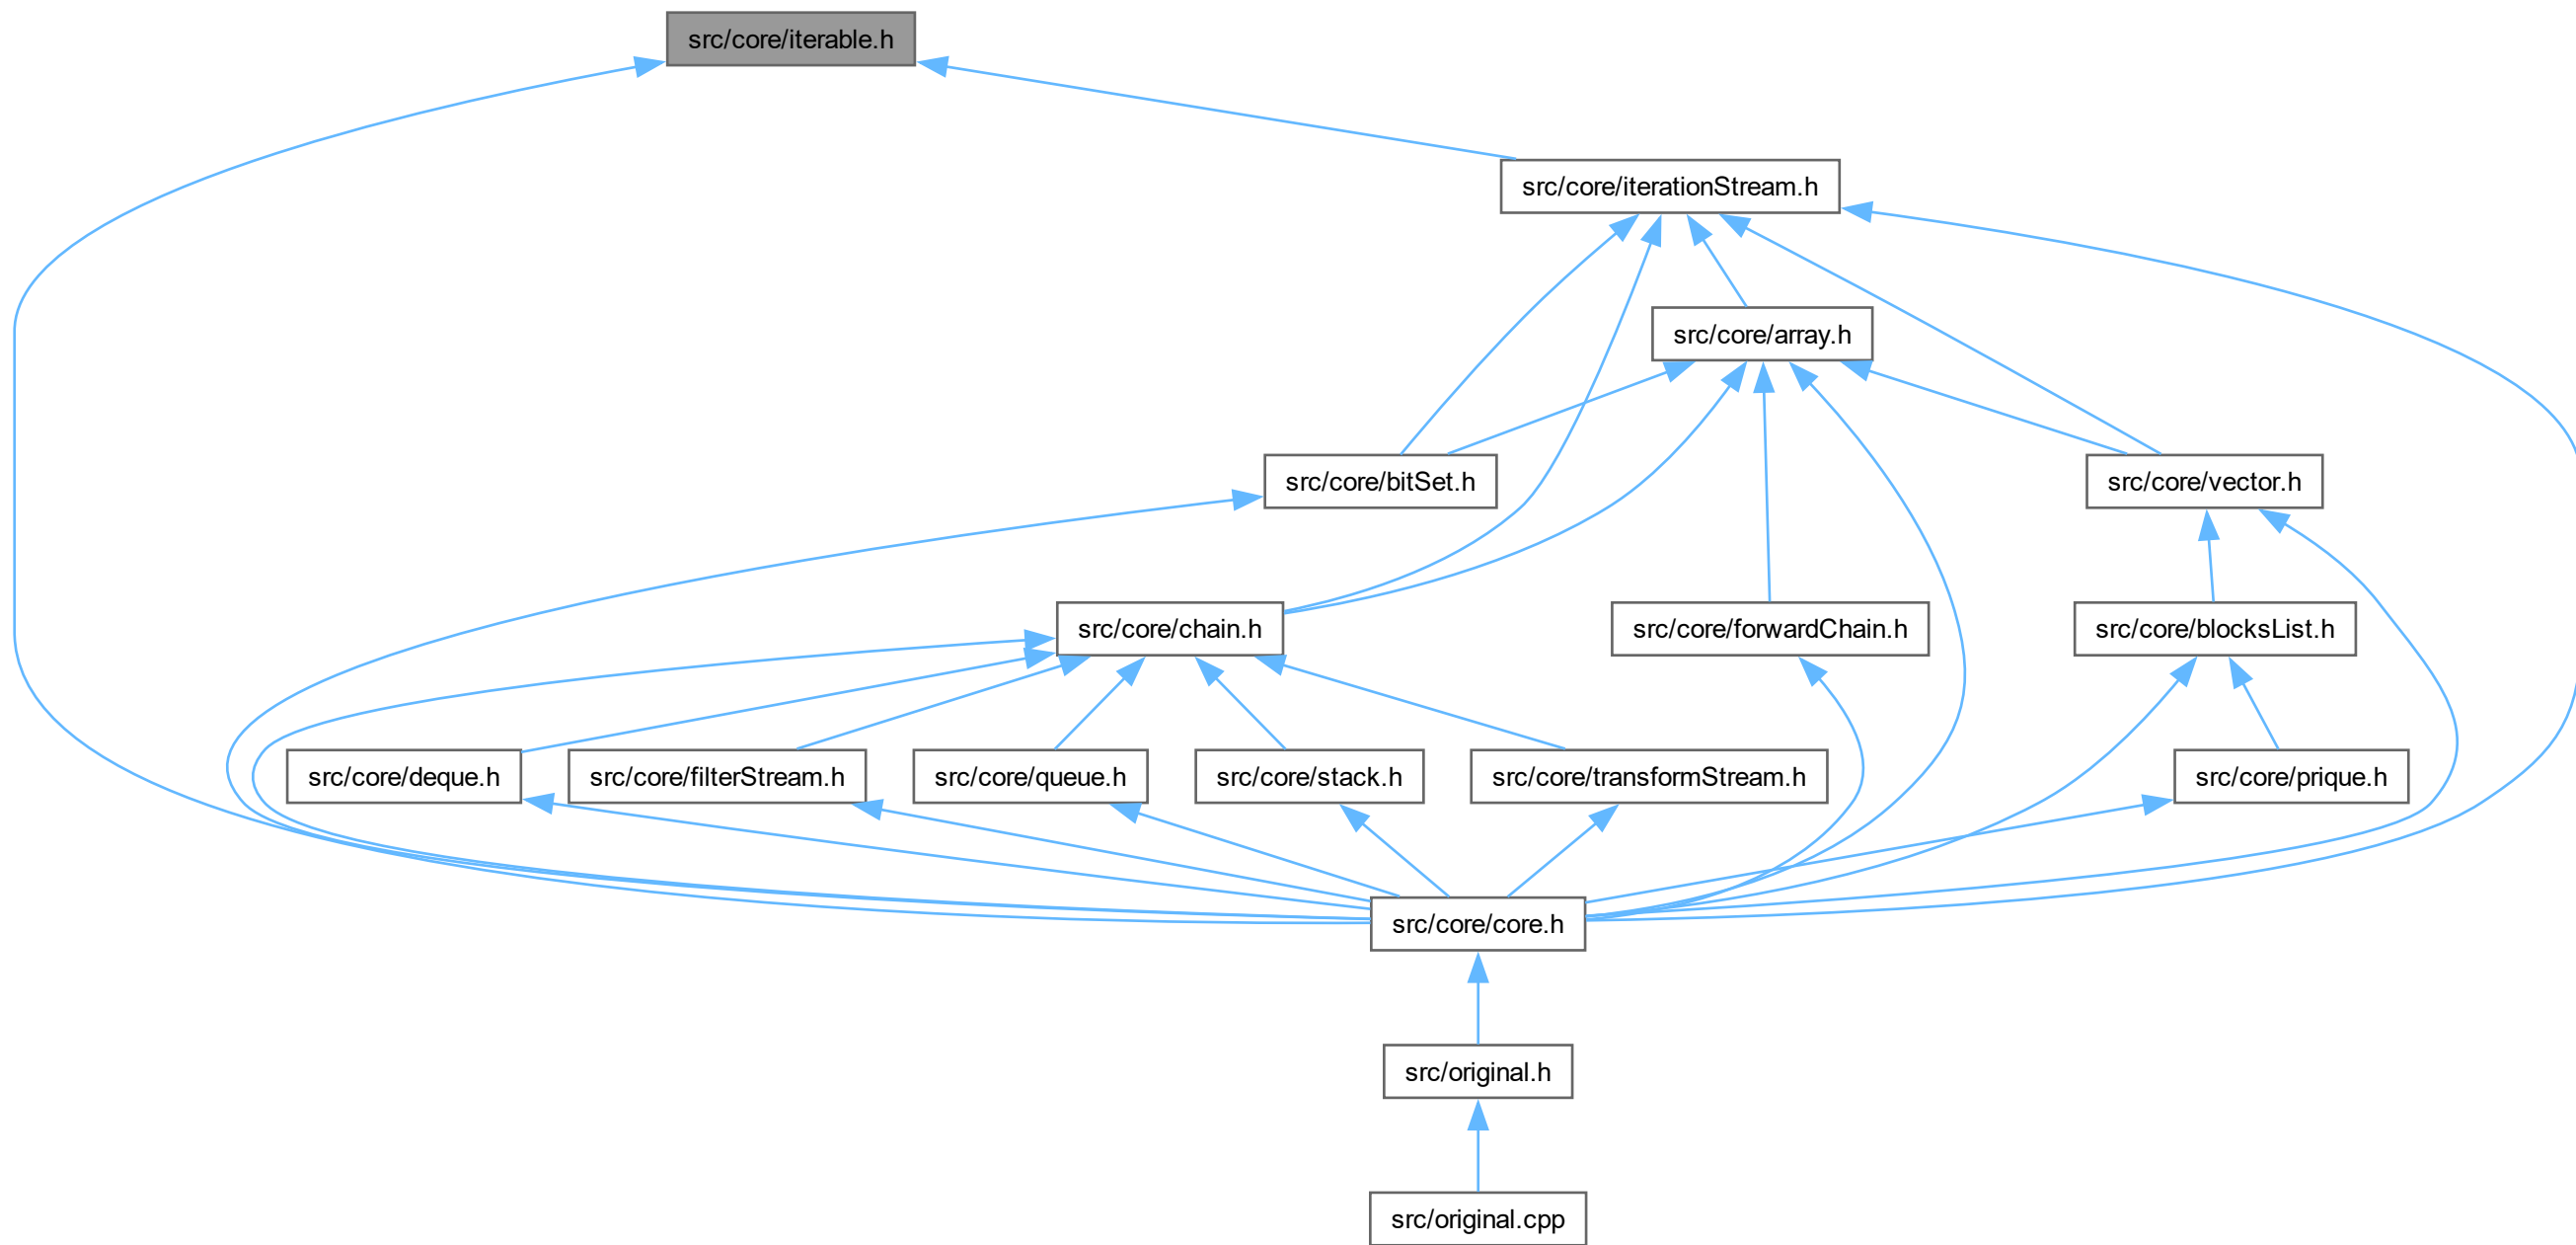 src/core/iterable.h
src/core/iterationStream.h
src/core/array.h
src/core/bitSet.h
src/core/vector.h
src/core/chain.h
src/core/forwardChain.h
src/core/blocksList.h
src/core/deque.h
src/core/filterStream.h
src/core/queue.h
src/core/stack.h
src/core/transformStream.h
src/core/prique.h
src/core/core.h
src/original.h
src/original.cpp